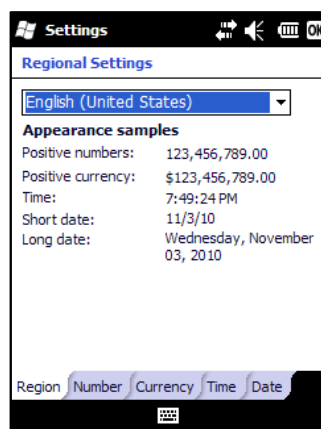 Settings OK
Regional Settings
English (United States)
Appearance samples
Positive numbers: 123,456,789.00
Positive currency: $123,456,789.00
Time: 7:49:24 PM
Short date: 11/3/10
Long date: Wednesday, November
03, 2010
Region Number Currency Time Date